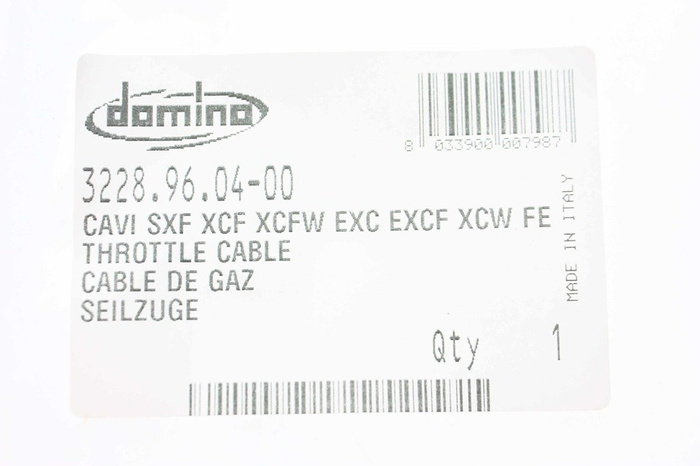 domino
8 033900 007987
3228.96.04-00
CAVI SXF XCF XCFW EXC EXCF XCW FE
THROTTLE CABLE
CABLE DE GAZ
SEILZUGE
MADE IN ITALY
Qty 1